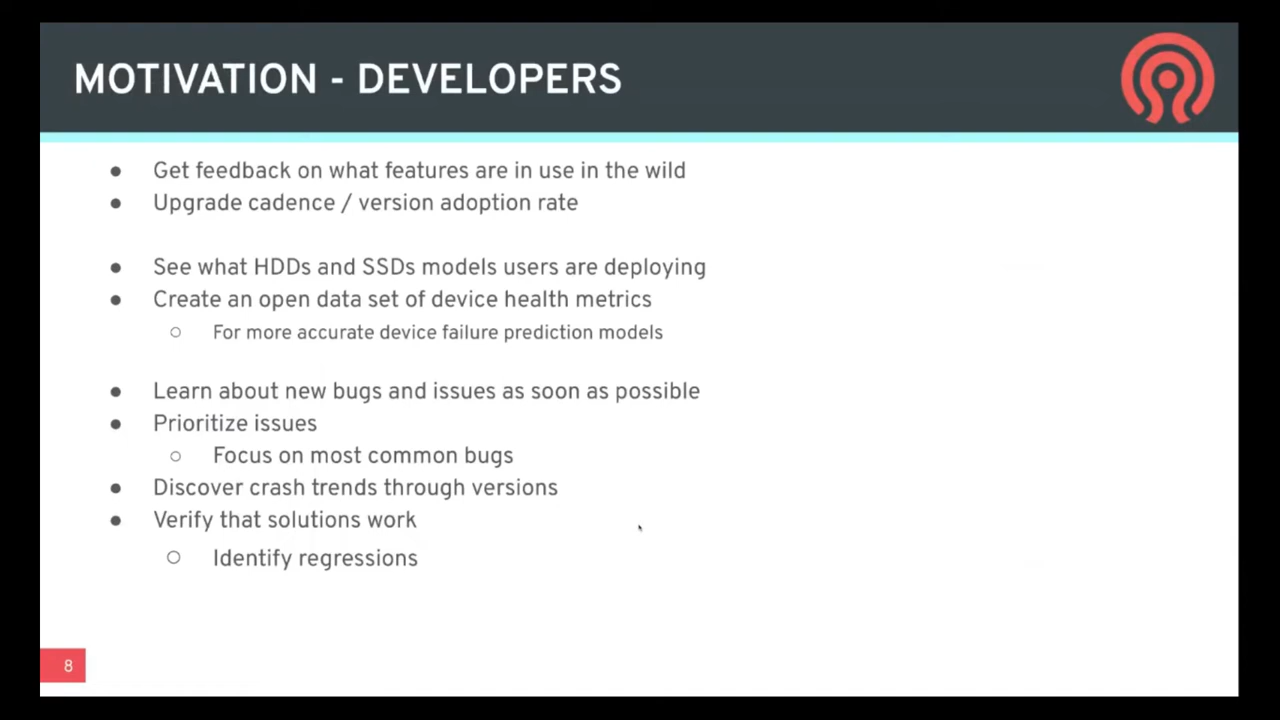 MOTIVATION - DEVELOPERS
● Get feedback on what features are in use in the wild
● Upgrade cadence / version adoption rate
● See what HDDs and SSDs models users are deploying
● Create an open data set of device health metrics
○ For more accurate device failure prediction models
● Learn about new bugs and issues as soon as possible
● Prioritize issues
○ Focus on most common bugs
● Discover crash trends through versions
● Verify that solutions work
○ Identify regressions
8